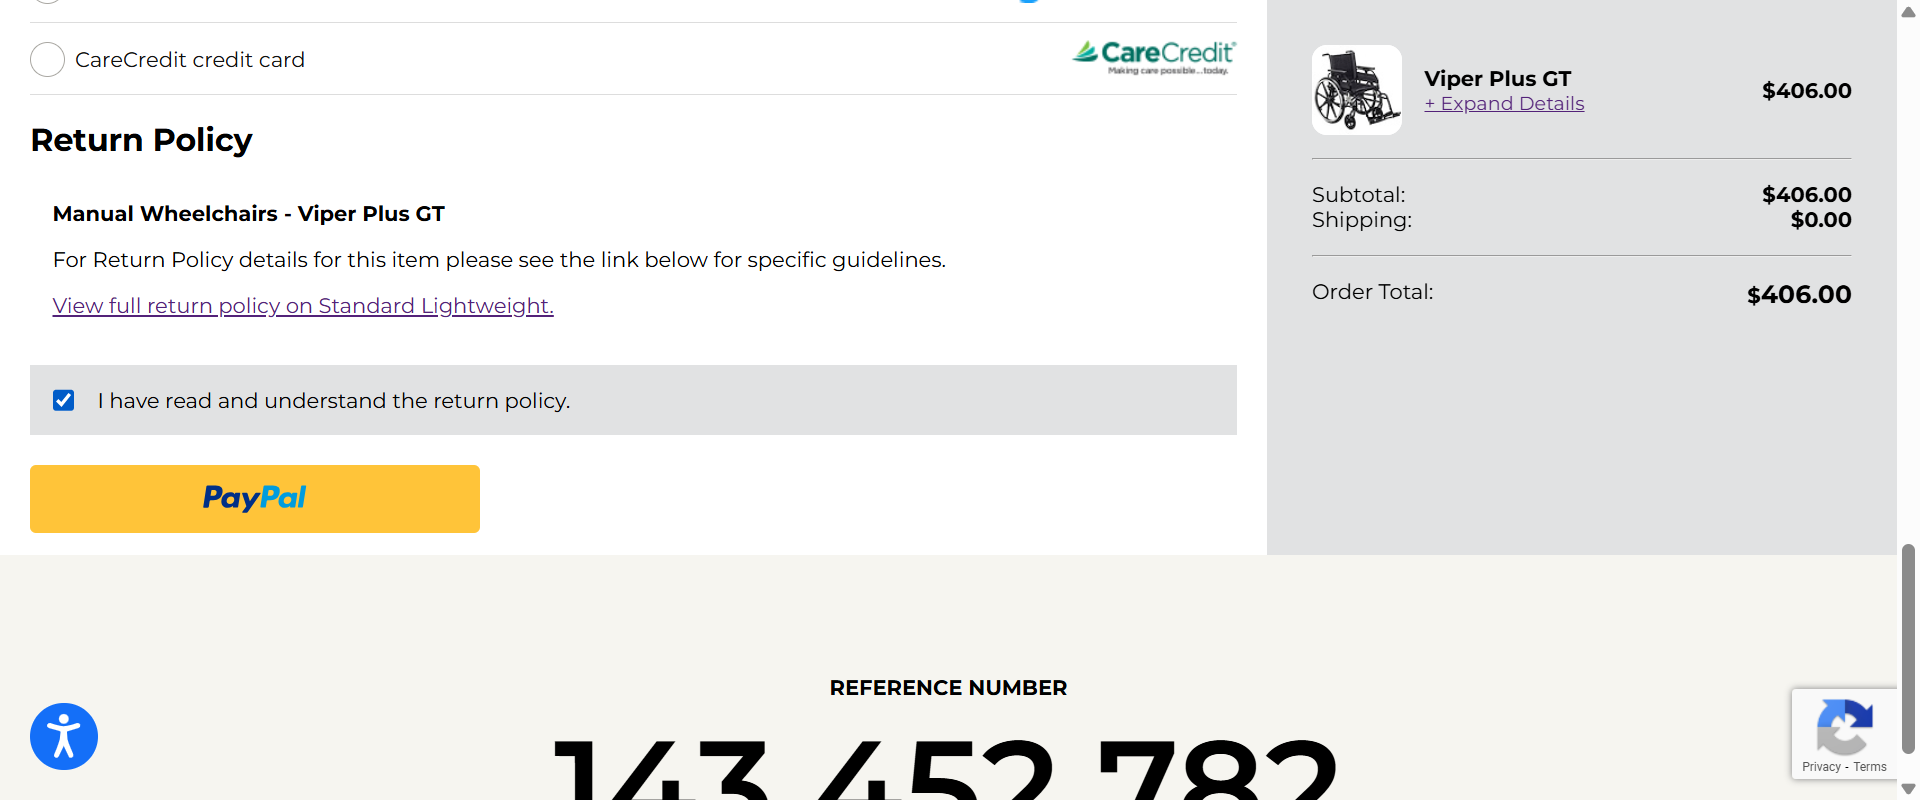 CareCredit credit card
CareCredit®
Making care possible...today.
Return Policy
Manual Wheelchairs - Viper Plus GT
For Return Policy details for this item please see the link below for specific guidelines.
View full return policy on Standard Lightweight.
I have read and understand the return policy.
PayPal
Viper Plus GT
+ Expand Details
$406.00
Subtotal: $406.00
Shipping: $0.00
Order Total: $406.00
REFERENCE NUMBER
143 452 782
Privacy - Terms